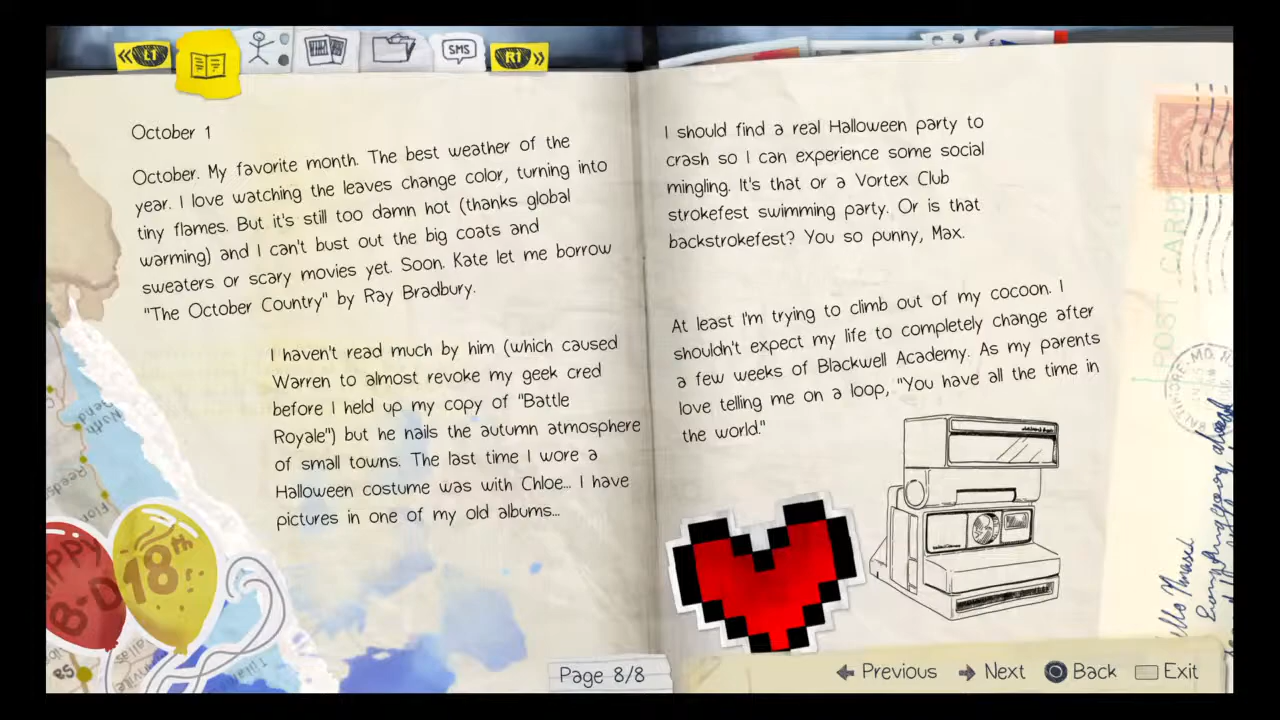 LT
SMS
R1
October 1
October. My favorite month. The best weather of the
year. I love watching the leaves change color, turning into
tiny flames. But it's still too damn hot (thanks global
warming) and I can't bust out the big coats and
sweaters or scary movies yet. Soon. Kate let me borrow
"The October Country" by Ray Bradbury.
I haven't read much by him (which caused
Warren to almost revoke my geek cred
before I held up my copy of "Battle
Royale") but he nails the autumn atmosphere
of small towns. The last time I wore a
Halloween costume was with Chloe... I have
pictures in one of my old albums...
I should find a real Halloween party to
crash so I can experience some social
mingling. It's that or a Vortex Club
strokefest swimming party. Or is that
backstrokefest? You so punny, Max.
At least I'm trying to climb out of my cocoon. I
shouldn't expect my life to completely change after
a few weeks of Blackwell Academy. As my parents
love telling me on a loop, "You have all the time in
the world."
18th
POST CARD
Page 8/8
Previous
Next
Back
Exit